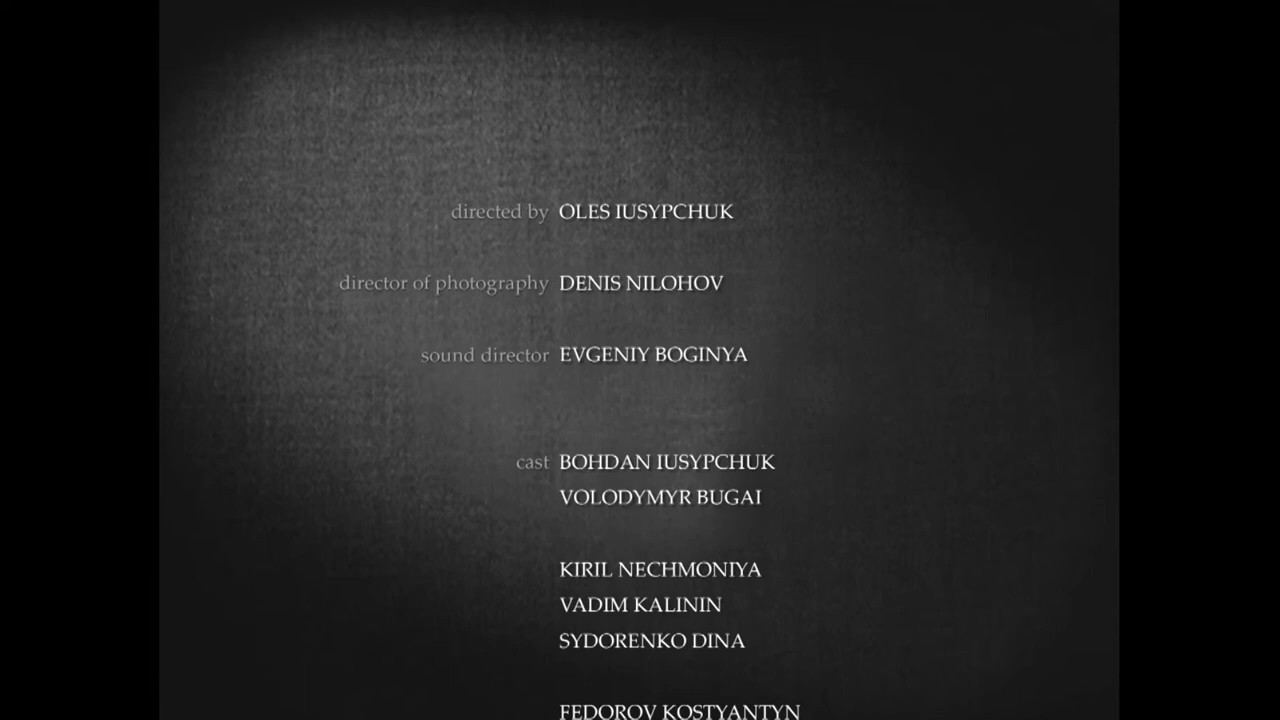 directed by OLES IUSYPCHUK
director of photography DENIS NILOHOV
sound director EVGENIY BOGINYA
cast BOHDAN IUSYPCHUK
VOLODYMYR BUGAI
KIRIL NECHMONIYA
VADIM KALININ
SYDORENKO DINA
FEDOROV KOSTYANTYN